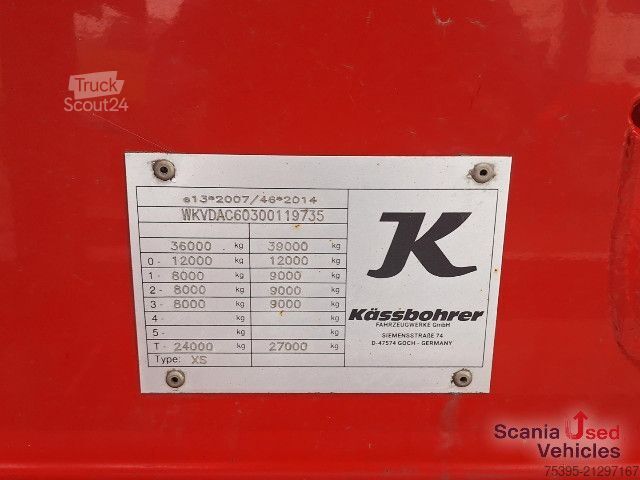 Truck
Scout24
e13*2007/46*2014
WKVDAC60300119735
36000 kg 39000 kg
0- 12000 kg 12000 kg
1- 8000 kg 9000 kg
2- 8000 kg 9000 kg
3- 8000 kg 9000 kg
4- kg kg
5- kg kg
T- 24000 kg 27000 kg
Type: XS
K
Kässbohrer
FAHRZEUGWERKE GmbH
SIEMENSSTRAßE 74
D-47574 GOCH - GERMANY
Scania Used
Vehicles
75395-21297167